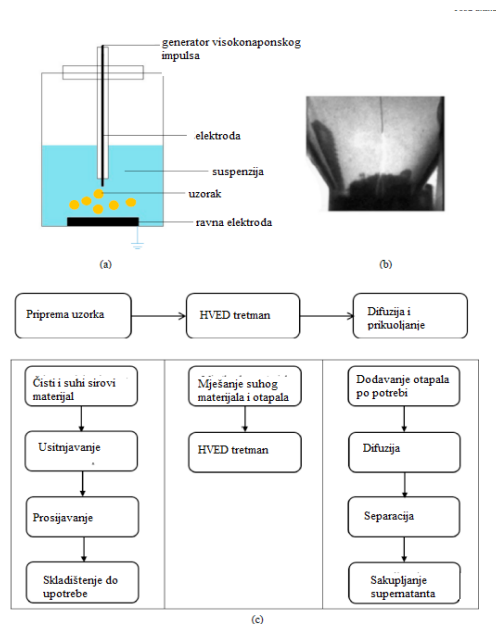 generator visokonaponskog
impulsa
elektroda
suspenzija
uzorak
ravna elektroda
(a)
(b)
Priprema uzorka
HVED tretman
Difuzija i
prikuoljanje
Čisti i suhi sirovi
materijal
Usitnjavanje
Prosijavanje
Skladištenje do
upotrebe
Mješanje suhog
materijala i otapala
HVED tretman
Dodavanje otapala
po potrebi
Difuzija
Separacija
Sakupljanje
supernatanta
(c)